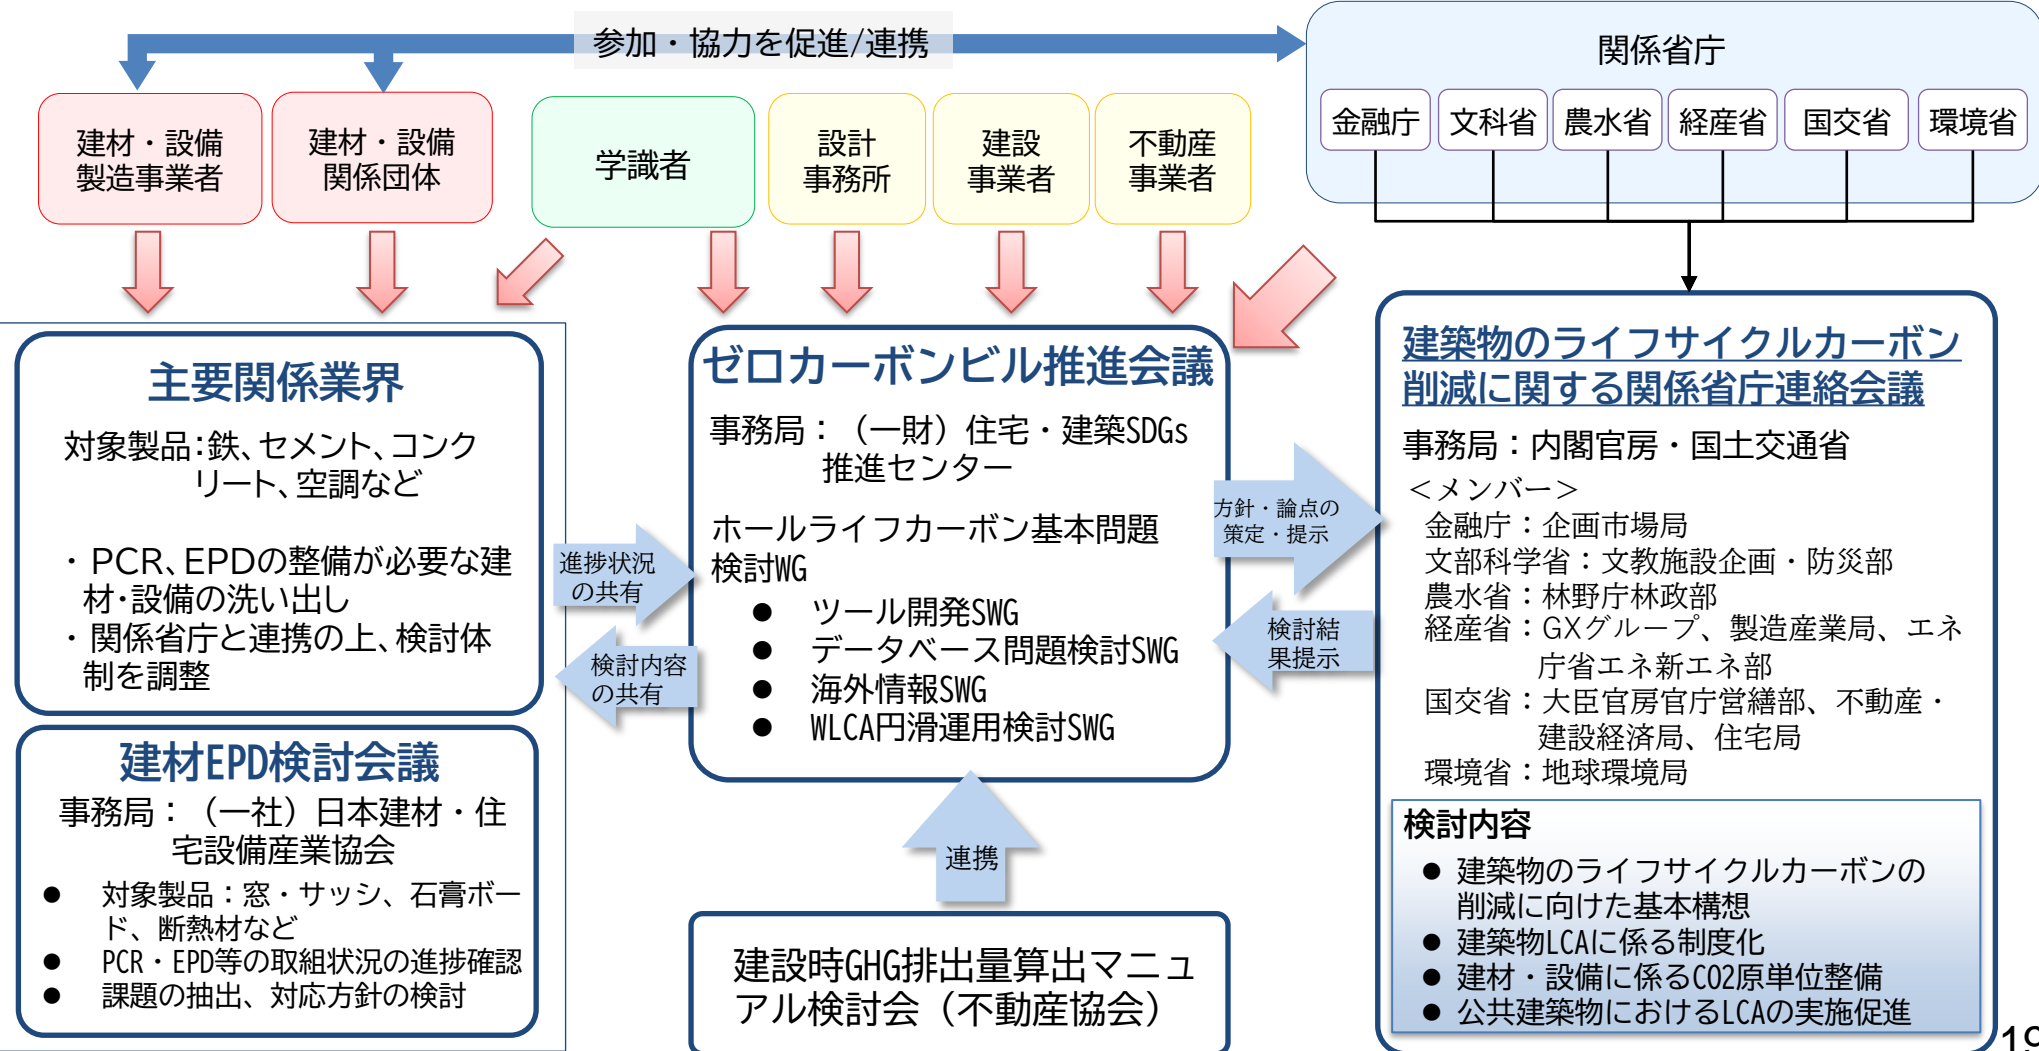 参加・協力を促進/連携
関係省庁
金融庁
文科省
農水省
経産省
国交省
環境省
建材・設備
製造事業者
建材・設備
関係団体
学識者
設計
事務所
建設
事業者
不動産
事業者
主要関係業界
対象製品:鉄、セメント、コンク
リート、空調など
・PCR、EPDの整備が必要な建
材・設備の洗い出し
・関係省庁と連携の上、検討体
制を調整
建材EPD検討会議
事務局：（一社）日本建材・住
宅設備産業協会
● 対象製品：窓・サッシ、石膏ボー
ド、断熱材など
● PCR・EPD等の取組状況の進捗確認
● 課題の抽出、対応方針の検討
進捗状況
の共有
検討内容
の共有
ゼロカーボンビル推進会議
事務局：（一財）住宅・建築SDGs
推進センター
ホールライフカーボン基本問題
検討WG
● ツール開発SWG
● データベース問題検討SWG
● 海外情報SWG
● WLCA円滑運用検討SWG
連携
建設時GHG排出量算出マニュ
アル検討会（不動産協会）
方針・論点の
策定・提示
検討結
果提示
建築物のライフサイクルカーボン
削減に関する関係省庁連絡会議
事務局：内閣官房・国土交通省
＜メンバー＞
金融庁：企画市場局
文部科学省：文教施設企画・防災部
農水省：林野庁林政部
経産省：GXグループ、製造産業局、エネ
庁省エネ新エネ部
国交省：大臣官房官庁営繕部、不動産・
建設経済局、住宅局
環境省：地球環境局
検討内容
● 建築物のライフサイクルカーボンの
削減に向けた基本構想
● 建築物LCAに係る制度化
● 建材・設備に係るCO2原単位整備
● 公共建築物におけるLCAの実施促進
19